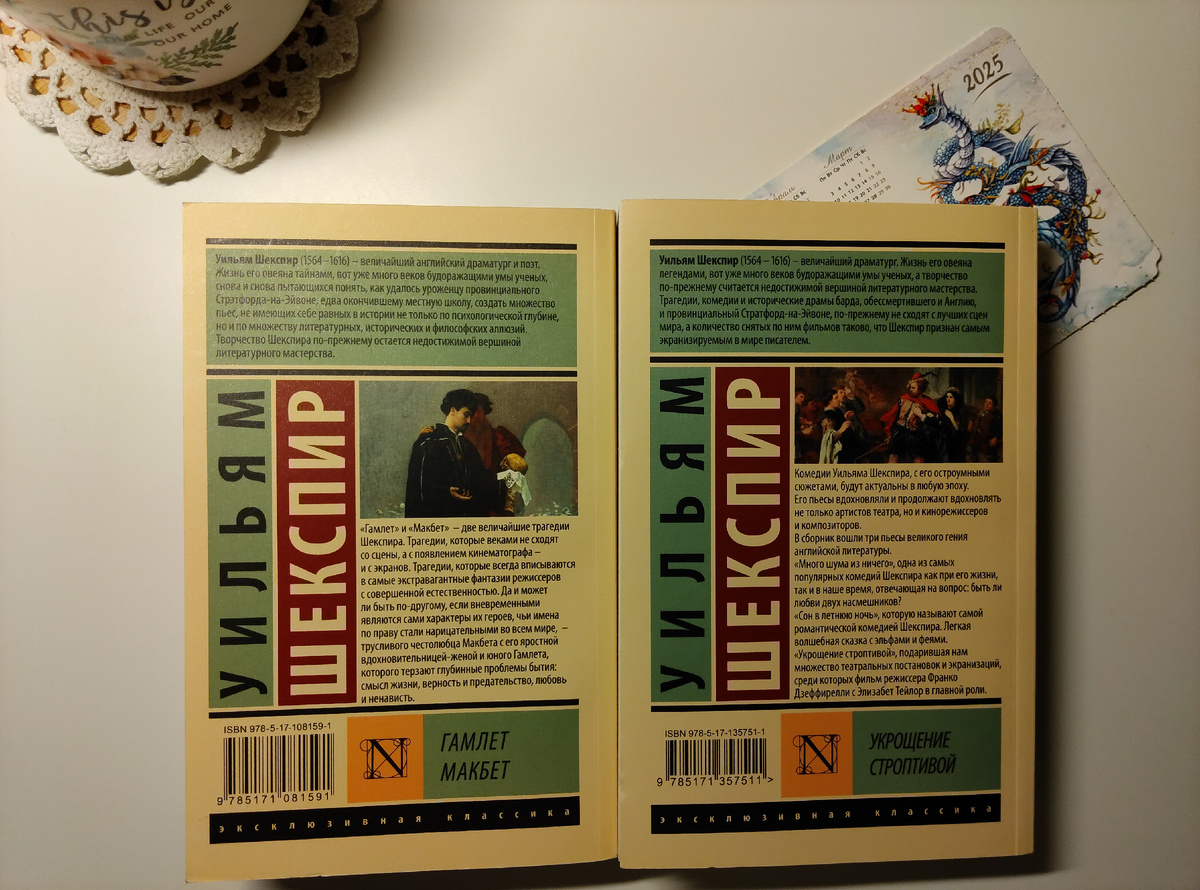 this is
LIFE OUR
OUR HOME
2025
Март
Пн Вт Ср Чт Пт Сб Вс
Уильям Шекспир (1564 – 1616) – величайший английский драматург и поэт.
Жизнь его овеяна тайнами, вот уже много веков будоражащими умы ученых,
снова и снова пытающихся понять, как удалось уроженцу провинциального
Стрэтфорда-на-Эйвоне, едва окончившему местную школу, создать множество
пьес, не имеющих себе равных в истории не только по психологической глубине,
но и по множеству литературных, исторических и философских аллюзий.
Творчество Шекспира по-прежнему остается недостижимой вершиной
литературного мастерства.
УИЛЬЯМ
ШЕКСПИР
«Гамлет» и «Макбет» – две величайшие трагедии
Шекспира. Трагедии, которые веками не сходят
со сцены, а с появлением кинематографа –
и с экранов. Трагедии, которые всегда вписываются
в самые экстравагантные фантазии режиссеров
с совершенной естественностью. Да и может
ли быть по-другому, если вневременными
являются сами характеры их героев, чьи имена
по праву стали нарицательными во всем мире, –
трусливого честолюбца Макбета с его яростной
вдохновительницей-женой и юного Гамлета,
которого терзают глубинные проблемы бытия:
смысл жизни, верность и предательство, любовь
и ненависть.
ISBN 978-5-17-108159-1
9 785171 081591
N
ГАМЛЕТ
МАКБЕТ
эксклюзивная классика
Уильям Шекспир (1564 – 1616) – величайший драматург. Жизнь его овеяна
легендами, вот уже много веков будоражащими умы ученых, а творчество
по-прежнему считается недостижимой вершиной литературного мастерства.
Трагедии, комедии и исторические драмы барда, обессмертившего и Англию,
и провинциальный Стратфорд-на-Эйвоне, по-прежнему не сходят с лучших сцен
мира, а количество снятых по ним фильмов таково, что Шекспир признан самым
экранизируемым в мире писателем.
УИЛЬЯМ
ШЕКСПИР
Комедии Уильяма Шекспира, с его остроумными
сюжетами, будут актуальны в любую эпоху.
Его пьесы вдохновляли и продолжают вдохновлять
не только артистов театра, но и кинорежиссеров
и композиторов.
В сборник вошли три пьесы великого гения
английской литературы.
«Много шума из ничего», одна из самых
популярных комедий Шекспира как при его жизни,
так и в наше время, отвечающая на вопрос: быть ли
любви двух насмешников?
«Сон в летнюю ночь», которую называют самой
романтической комедией Шекспира. Легкая
волшебная сказка с эльфами и феями.
«Укрощение строптивой», подарившая нам
множество театральных постановок и экранизаций,
среди которых фильм режиссера Франко
Дзеффирелли с Элизабет Тейлор в главной роли.
ISBN 978-5-17-135751-1
9 785171 357511 >
N
УКРОЩЕНИЕ
СТРОПТИВОЙ
эксклюзивная классика